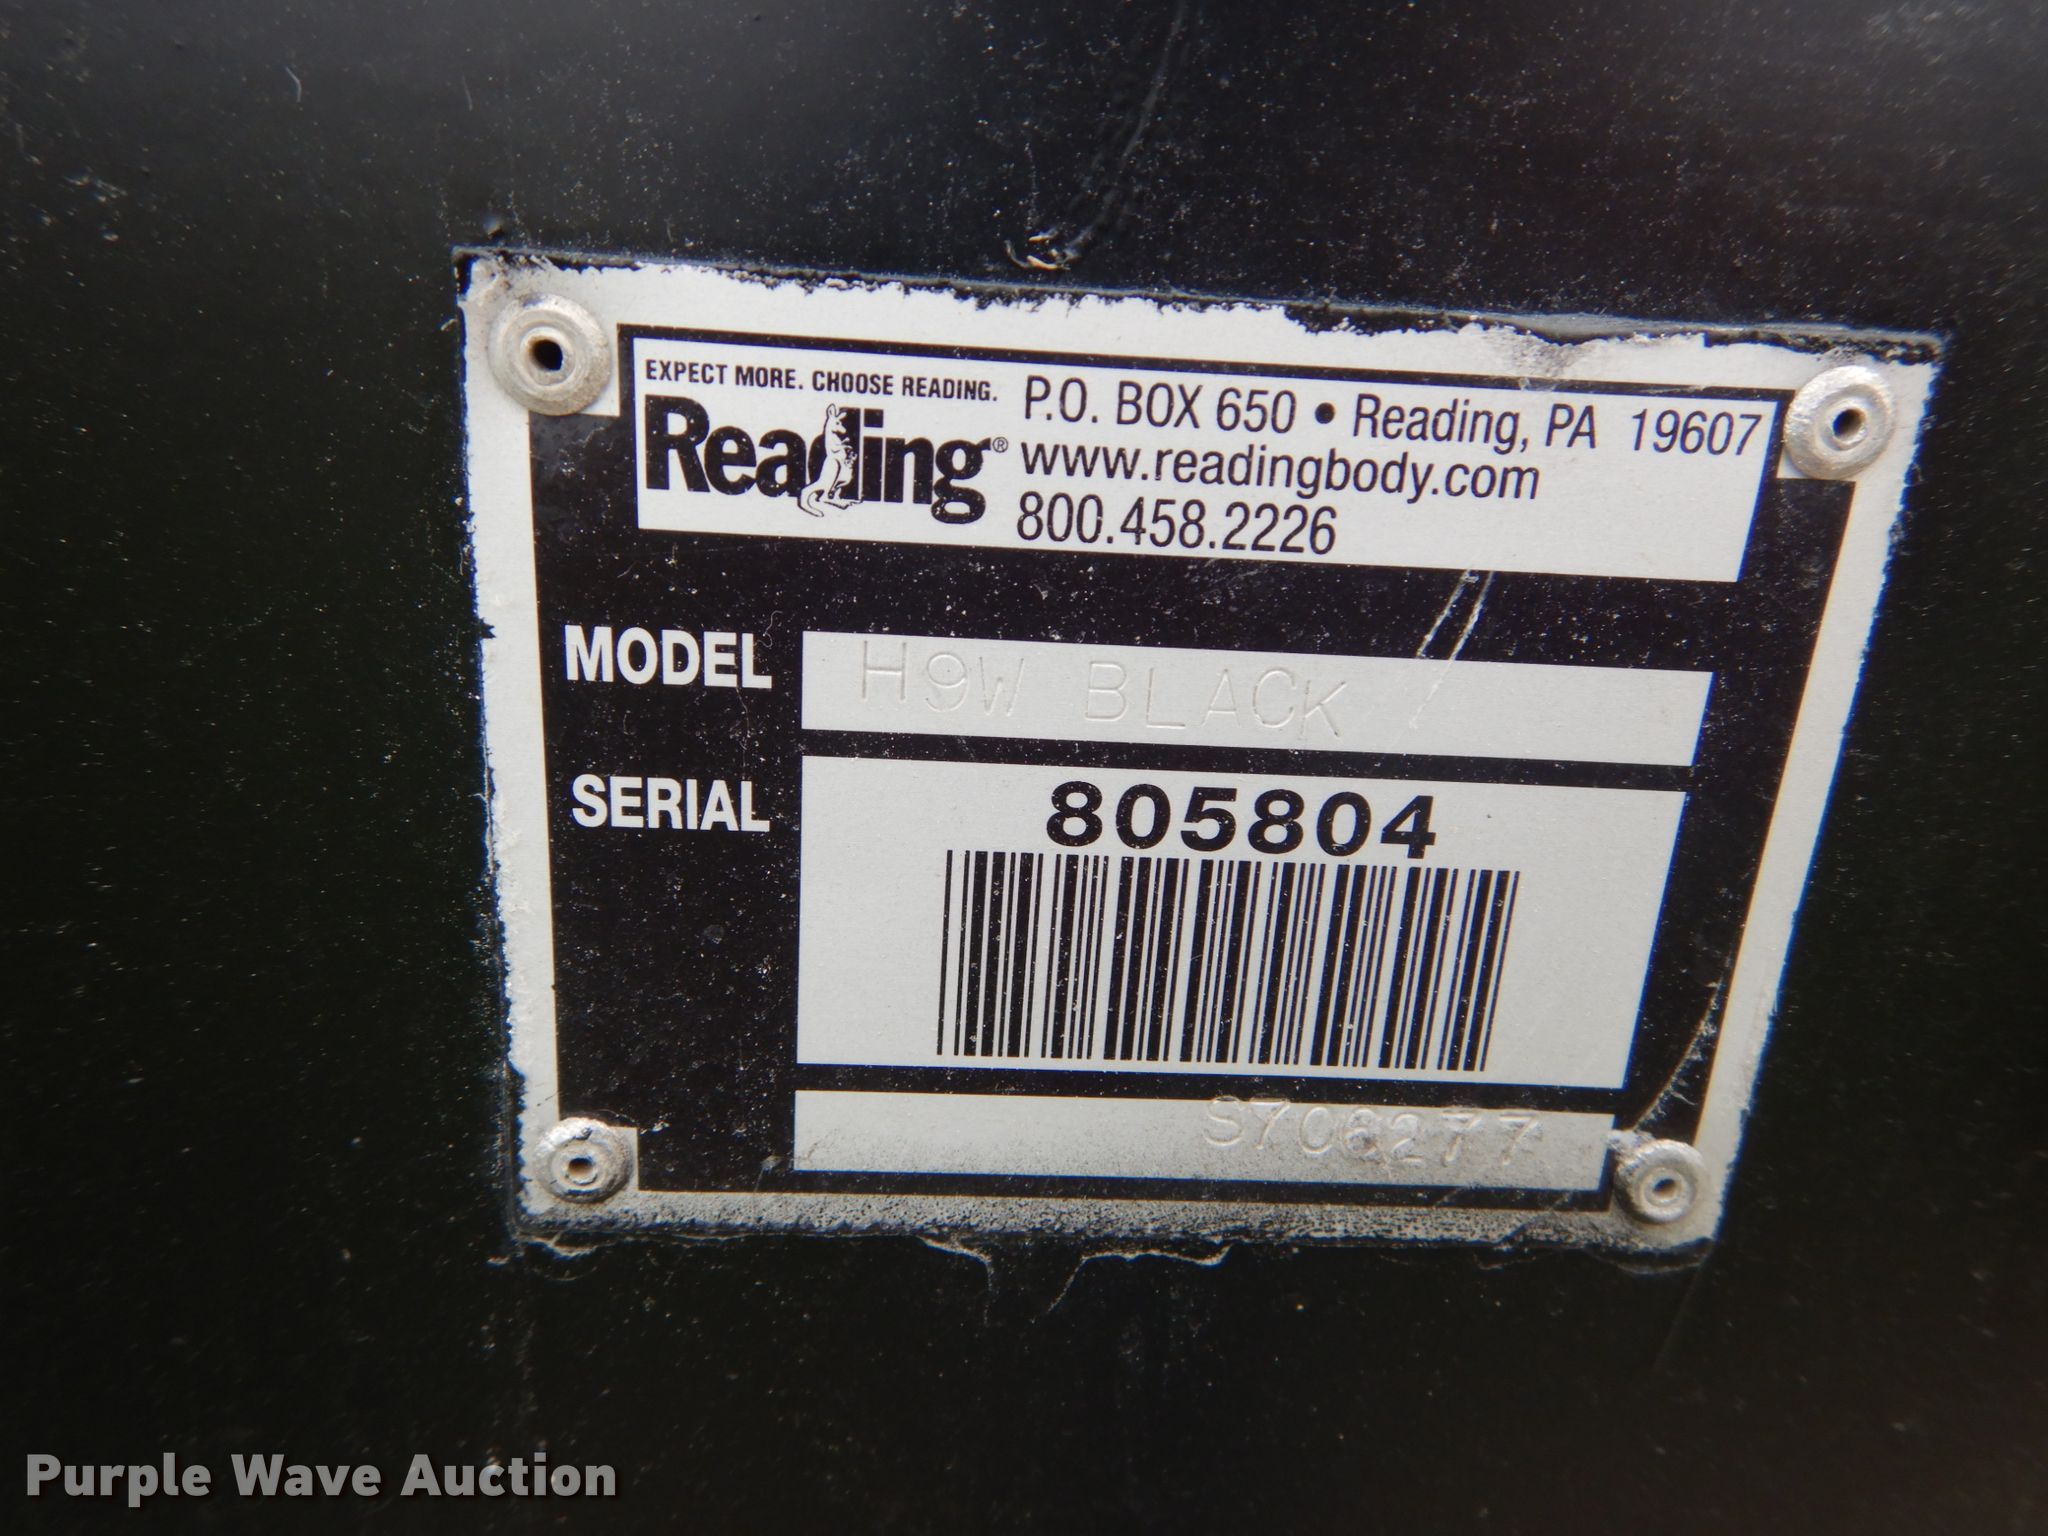 EXPECT MORE. CHOOSE READING.
Reading®
P.O. BOX 650 • Reading, PA 19607
www.readingbody.com
800.458.2226
MODEL H9W BLACK
SERIAL 805804
S706277
Purple Wave Auction